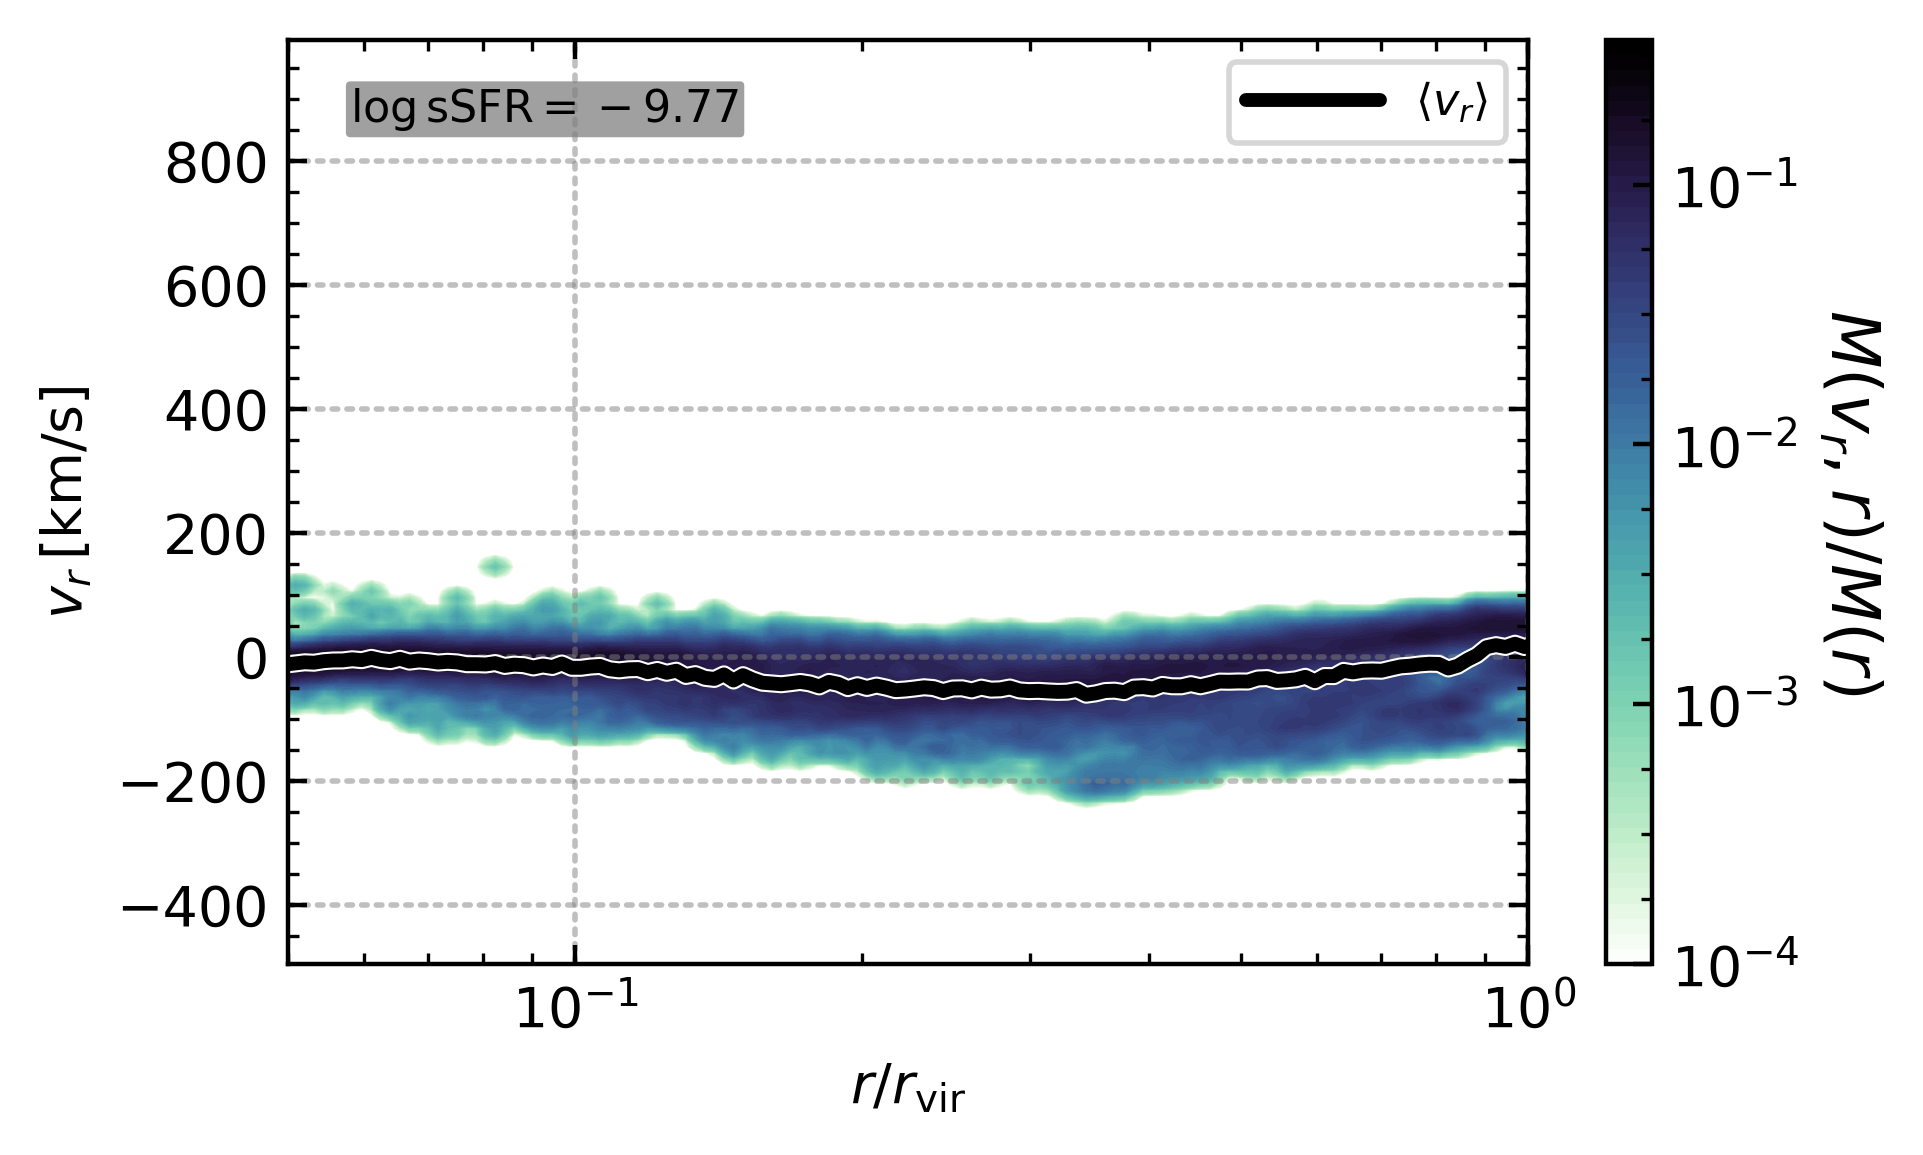 log sSFR = −9.77
⟨v_r⟩
800
600
400
200
0
−200
−400
v_r [km/s]
10^−1
10^0
r/r_vir
10^−1
10^−2
10^−3
10^−4
M(v_r, r)/M(r)